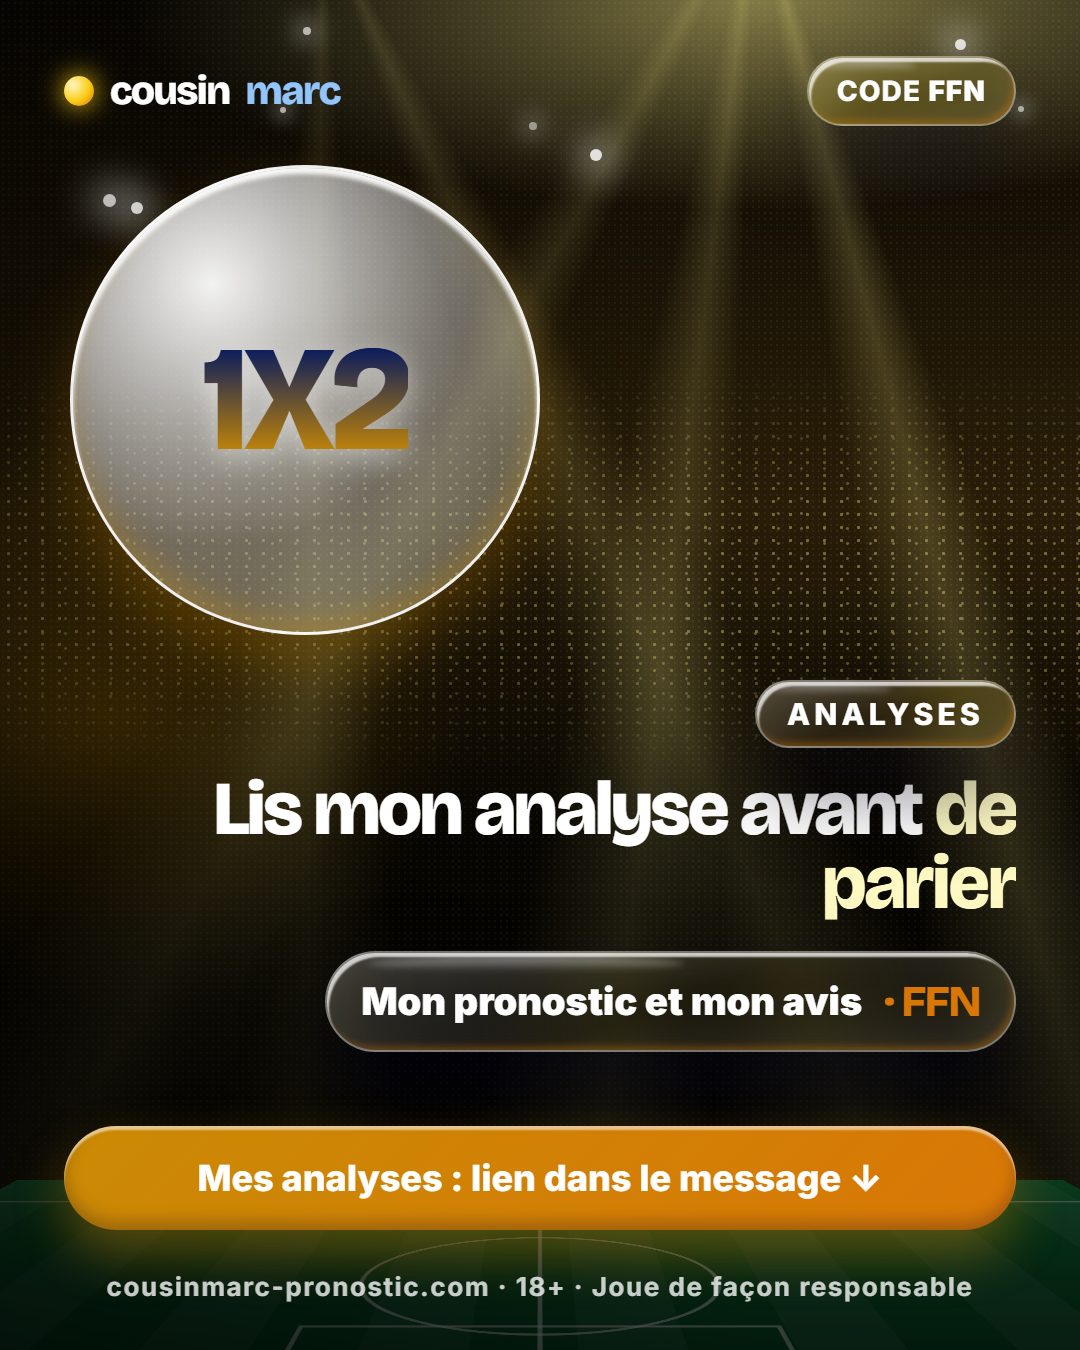 cousin marc
CODE FFN
1X2
ANALYSES
Lis mon analyse avant de
parier
Mon pronostic et mon avis · FFN
Mes analyses : lien dans le message ↓
cousinmarc-pronostic.com · 18+ · Joue de façon responsable